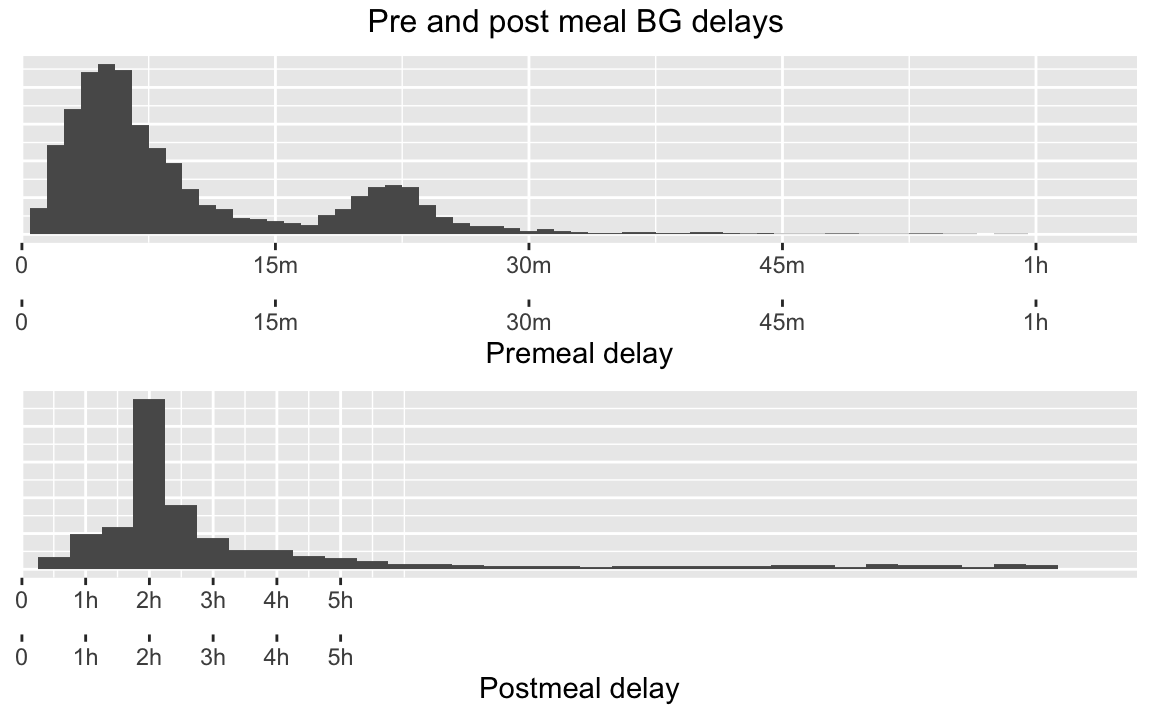 Pre and post meal BG delays
0 15m 30m 45m 1h
0 15m 30m 45m 1h
Premeal delay
0 1h 2h 3h 4h 5h
0 1h 2h 3h 4h 5h
Postmeal delay